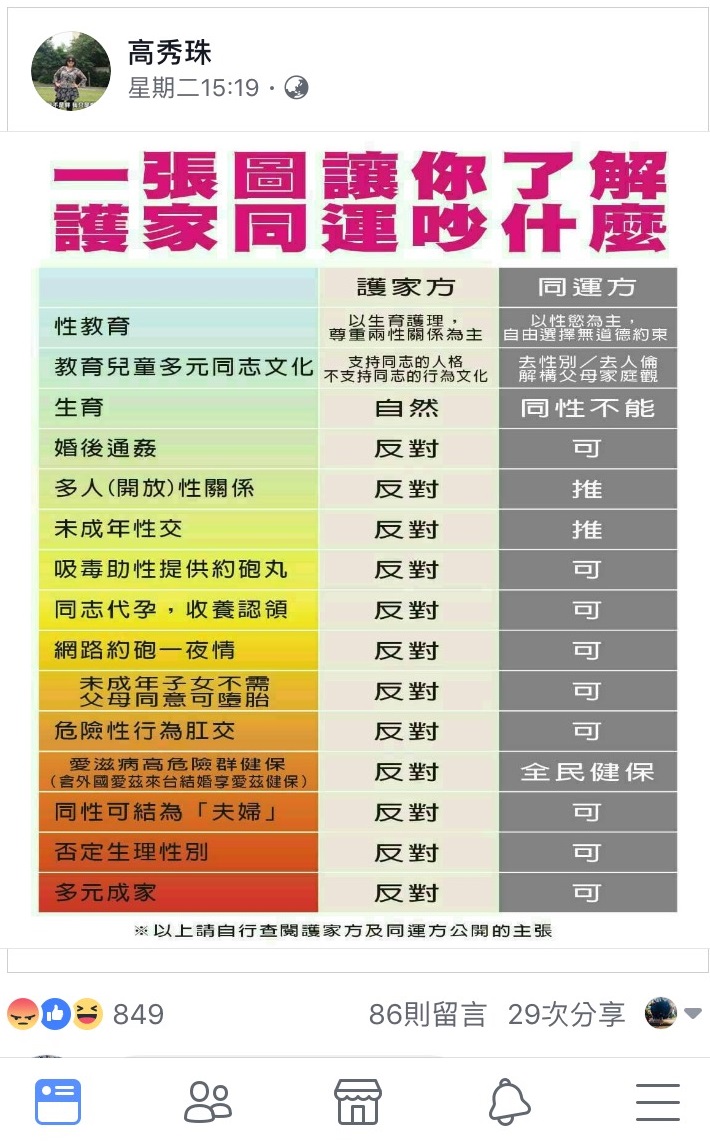 高秀珠
星期二15:19·
一張圖讓你了解
護家同運吵什麼
護家方 同運方
性教育 以生育護理，尊重兩性關係為主 以性慾為主，自由選擇無道德約束
教育兒童多元同志文化 支持同志的人格 不支持同志的行為文化 去性別／去人倫 解構父母家庭觀
生育 自然 同性不能
婚後通姦 反對 可
多人(開放)性關係 反對 推
未成年性交 反對 推
吸毒助性提供約砲丸 反對 可
同志代孕，收養認領 反對 可
網路約砲一夜情 反對 可
未成年子女不需父母同意可墮胎 反對 可
危險性行為肛交 反對 可
愛滋病高危險群健保（會外國愛茲來台結婚享愛茲健保） 反對 全民健保
同性可結為「夫婦」 反對 可
否定生理性別 反對 可
多元成家 反對 可
※以上請自行查閱護家方及同運方公開的主張
849 86則留言 29次分享